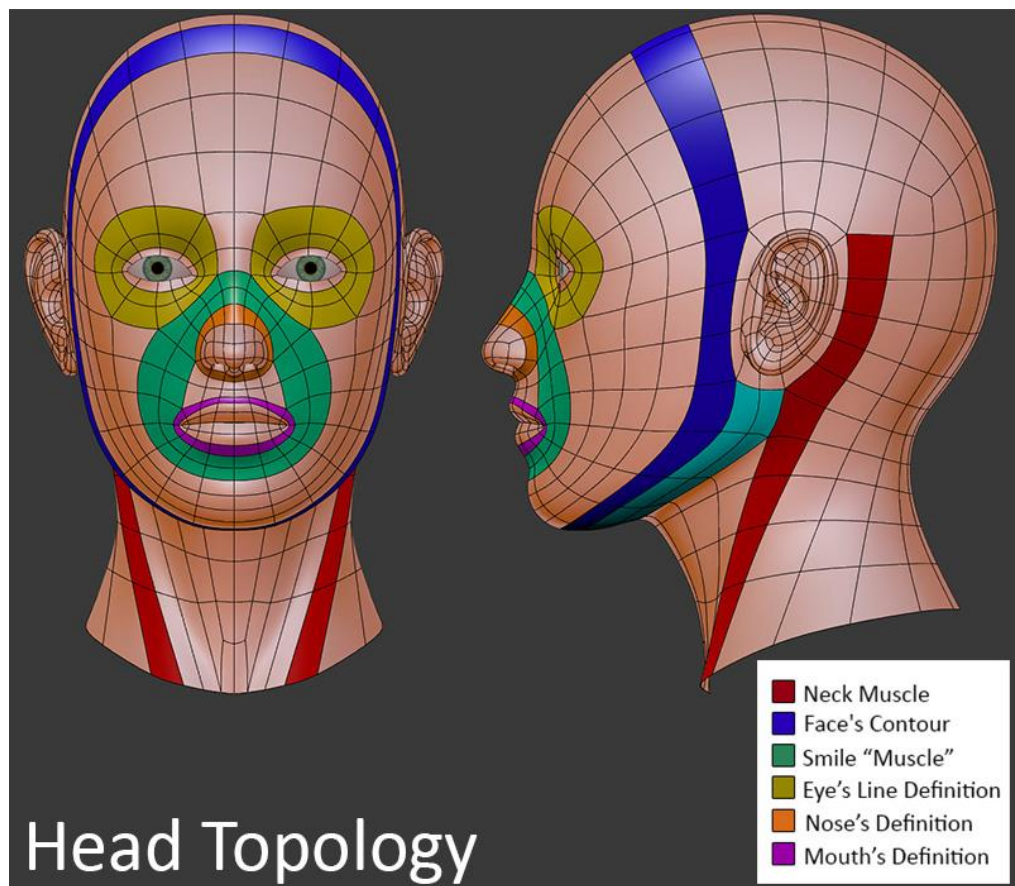 Neck Muscle
Face's Contour
Smile “Muscle”
Eye’s Line Definition
Nose’s Definition
Mouth’s Definition
Head Topology